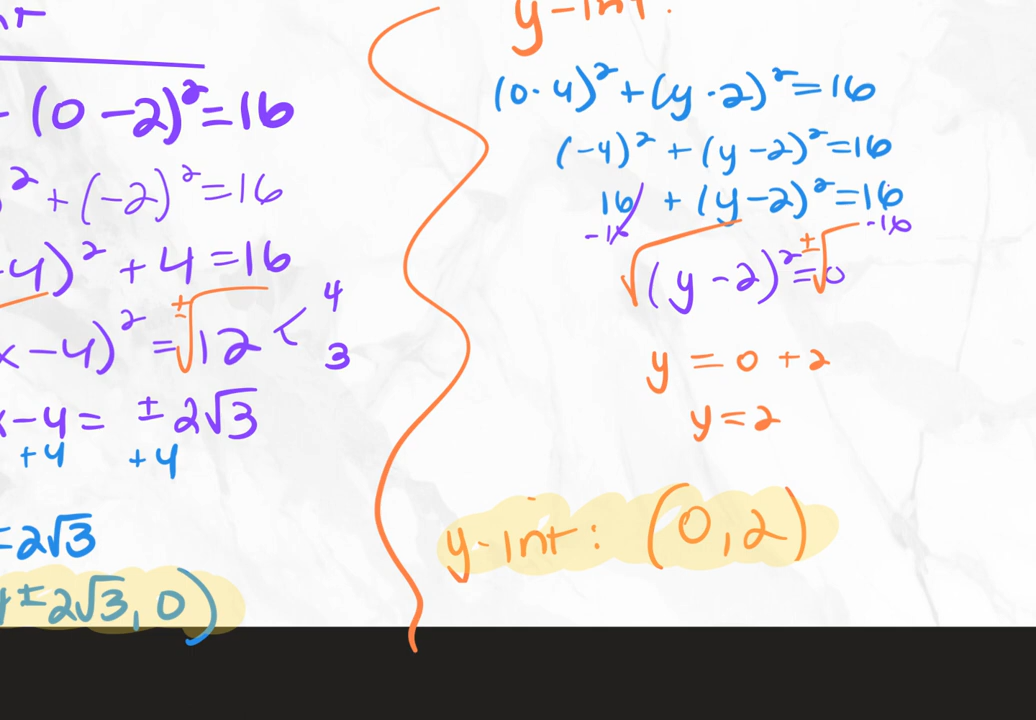 nt
- (0 - 2)² = 16
² + (-2)² = 16
-4)² + 4 = 16
x - 4)² = ±√12 < 4
3
x - 4 = ± 2√3
+4 +4
= 2√3
± 2√3, 0)
y-int:
(0 - 4)² + (y - 2)² = 16
(-4)² + (y - 2)² = 16
16 + (y - 2)² = 16
-16 -16
√(y - 2)² = ±√0
y = 0 + 2
y = 2
y-int: (0, 2)